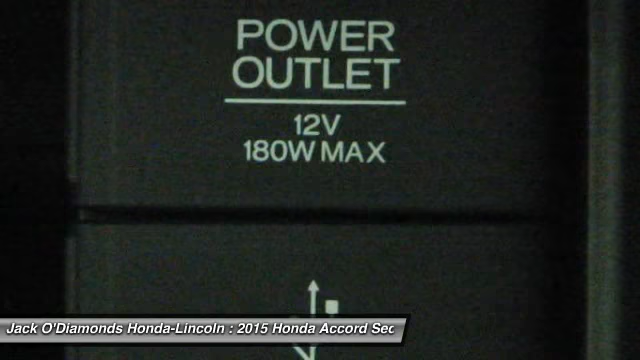 POWER
OUTLET
12V
180W MAX
Jack O'Diamonds Honda-Lincoln : 2015 Honda Accord Sec